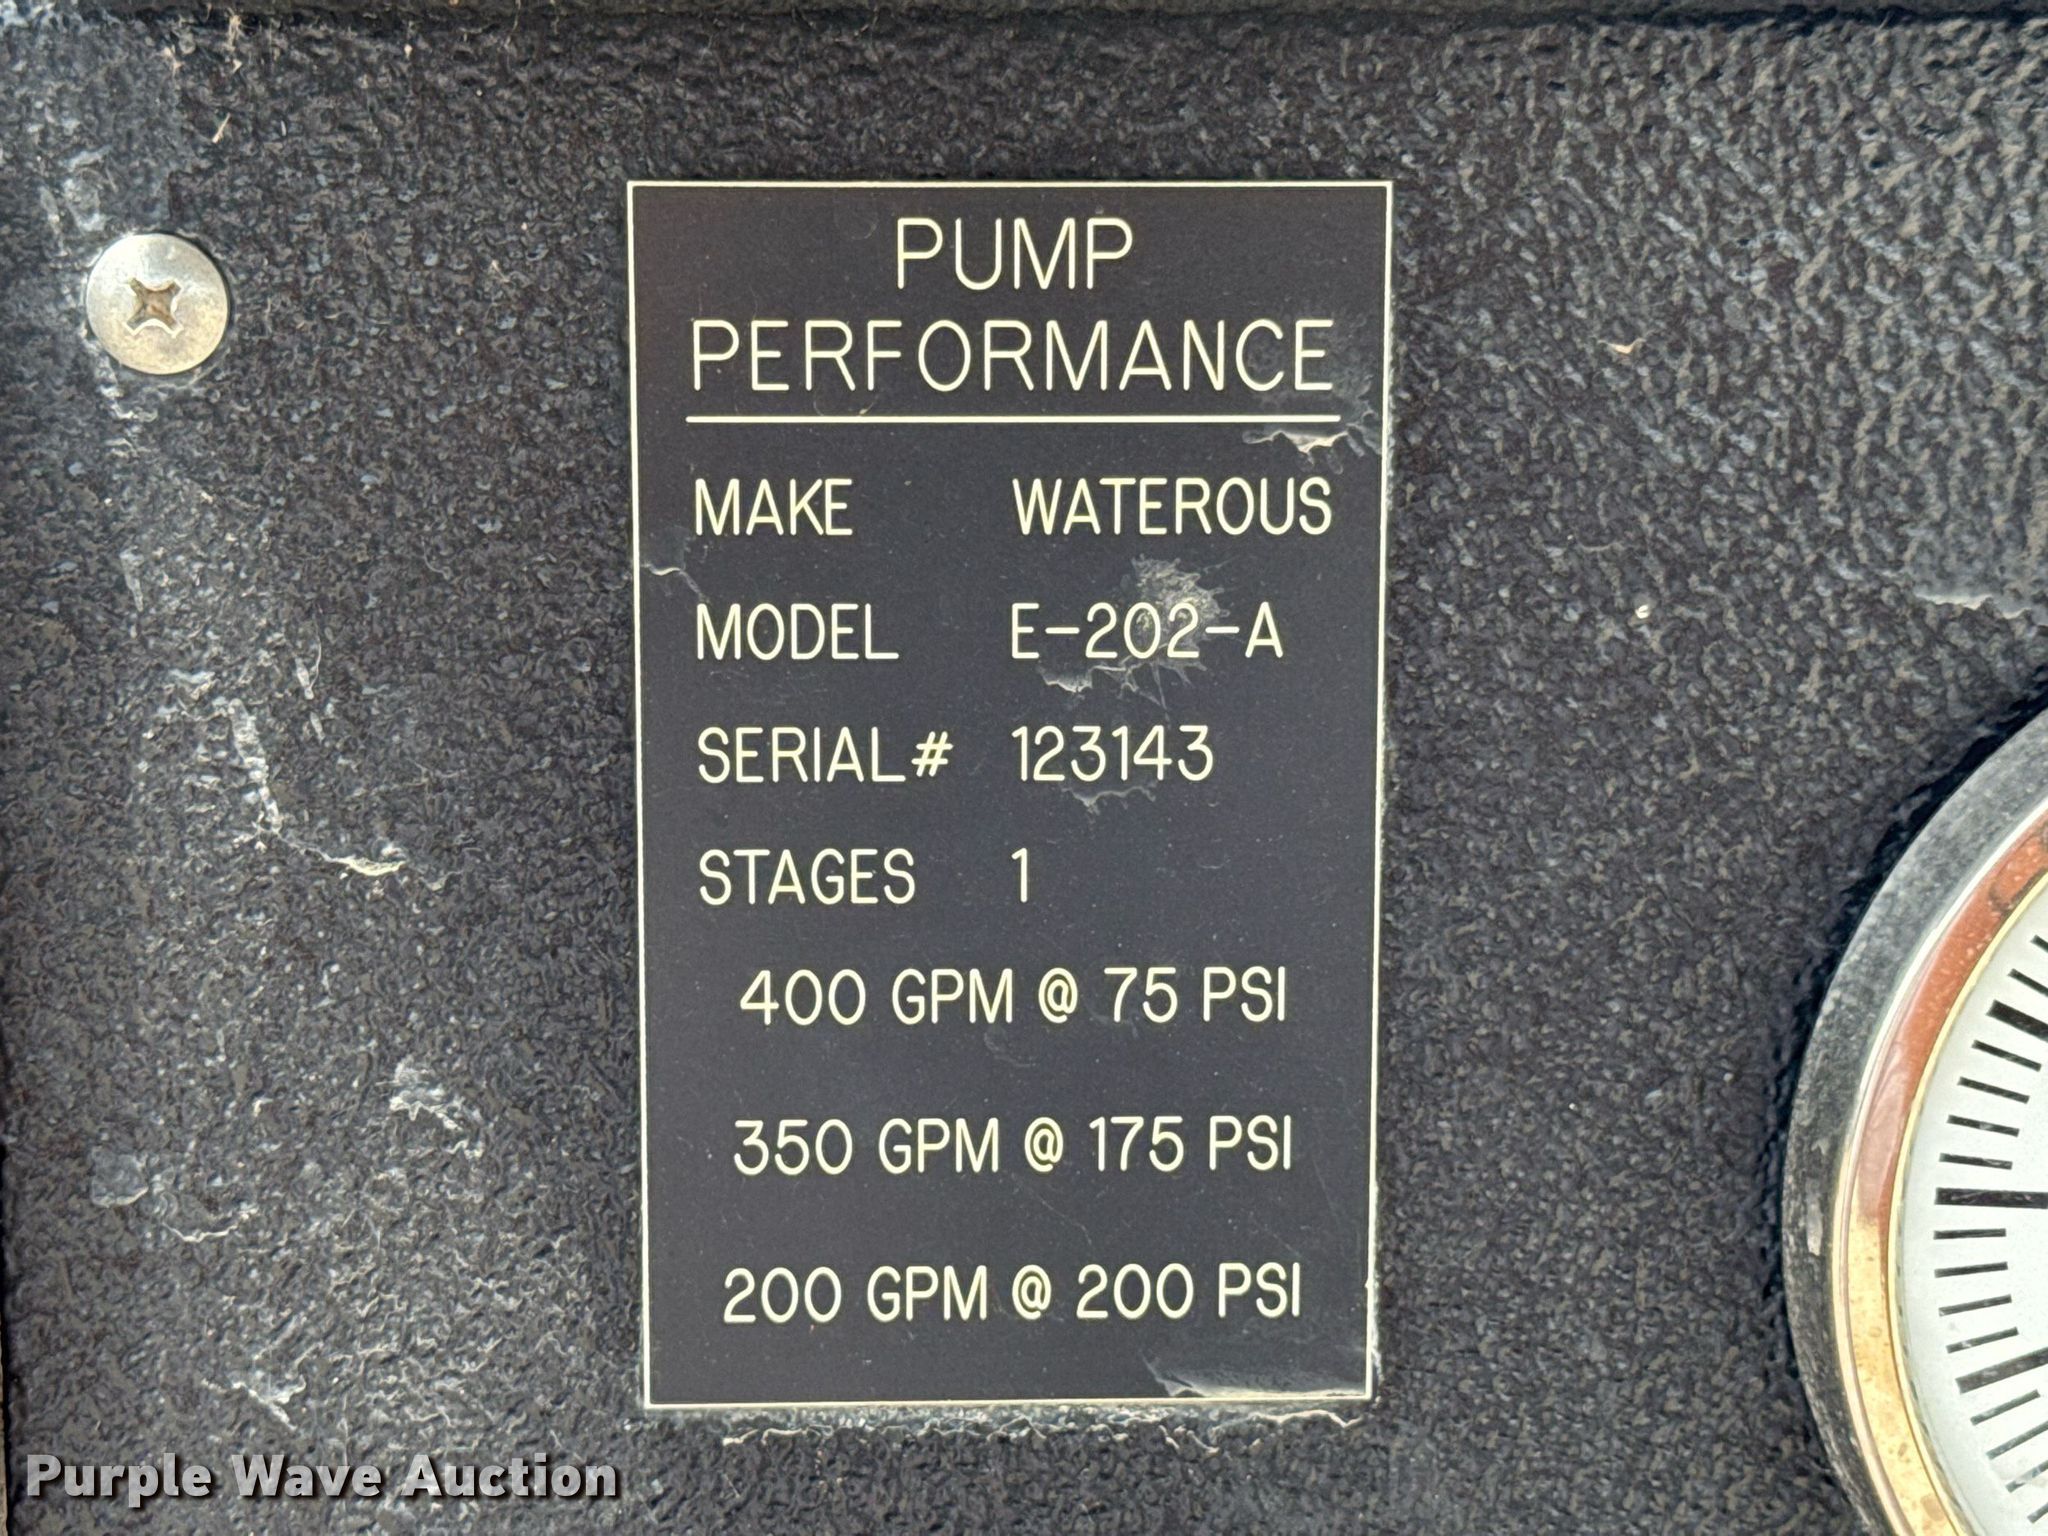 PUMP
PERFORMANCE
MAKE WATEROUS
MODEL E-202-A
SERIAL# 123143
STAGES 1
400 GPM @ 75 PSI
350 GPM @ 175 PSI
200 GPM @ 200 PSI
Purple Wave Auction